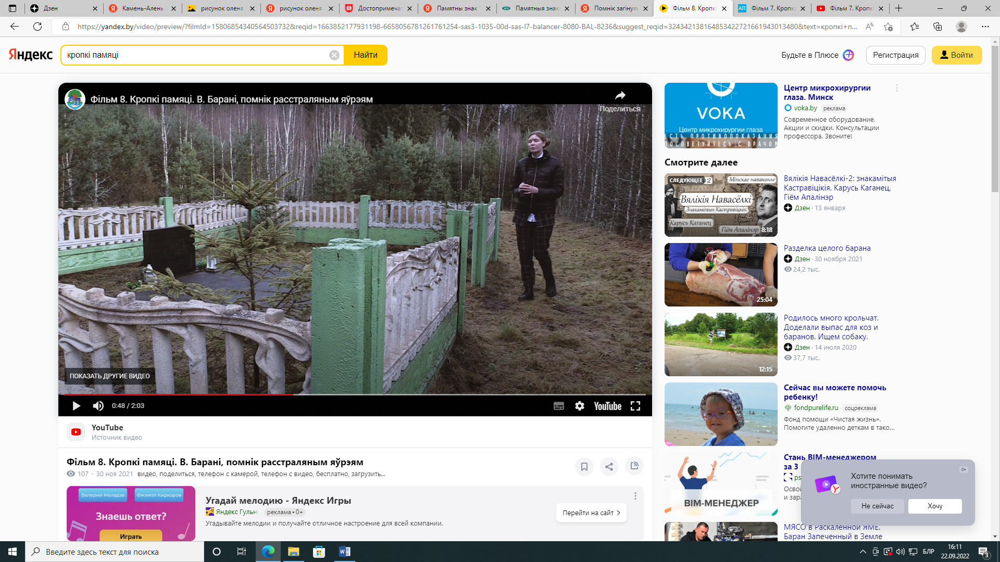 Дзен
Камень-Алень
рисунок оленя
рисунок оленя
Достопримеча
Памятны знак
Памятныя знак
Помнік загінул
Фільм 8. Кропкі
Фільм 7. Кропк
Фільм 7. Кропк
https://yandex.by/video/preview/?filmId=15806854340564503732&reqid=1663852177931198-6658056781261761254-sas3-1035-00d-sas-l7-balancer-8080-BAL-8236&suggest_reqid=324342138164853422721661943013480&text=кропкі+п...
Яндекс
кропкі памяці
Найти
Будьте в Плюсе
Регистрация
Войти
Фільм 8. Кропкі памяці. В. Барані, помнік расстраляным яўрэям
Поделиться
ПОКАЗАТЬ ДРУГИЕ ВИДЕО
0:48 / 2:03
YouTube
YouTube
Источник видео
Фільм 8. Кропкі памяці. В. Барані, помнік расстраляным яўрэям
107 · 30 ноя 2021 видео, поделиться, телефон с камерой, телефон с видео, бесплатно, загрузить...
Валерий Меладзе
Филипп Киркоров
Знаешь ответ?
Играть
Угадай мелодию - Яндекс Игры
Яндекс Гульн
реклама • 0+
Угадывайте мелодии и получайте отличное настроение для всей компании.
Перейти на сайт
VOKA
Центр микрохирургии глаза
ЕСТЬ ПРОТИВОПОКАЗАНИЯ
ПОСОВЕТУЙТЕСЬ С ВРАЧОМ
Центр микрохирургии
глаза. Минск
voka.by
реклама
Современное оборудование.
Акции и скидки. Консультации
профессора. Звоните!
Смотрите далее
СЛЕДУЮЩЕЕ
Мінскае наваколле
Вялікія Навасёлкі-
Знакамітыя Кастравіцкія:
Карусь Каганец
Гіём Апалінэр
8:18
Вялікія Навасёлкі-2: знакамітыя
Кастравіцкія. Карусь Каганец,
Гіём Апалінэр
Дзен · 13 января
25:04
Разделка целого барана
Дзен · 30 ноября 2021
24,2 тыс.
12:15
Родилось много крольчат.
Доделали выпас для коз и
баранов. Ищем собаку.
Дзен · 14 июля 2020
37,7 тыс.
Сейчас вы можете помочь
ребенку!
fondpurelife.ru
соцреклама
Фонд помощи «Чистая жизнь».
Помогите удаленно деткам в тако...
BIM-МЕНЕДЖЕР
Стань BIM-менеджером
за 3
ps
Освой
и зара
Хотите понимать
иностранные видео?
0+
Не сейчас
Хочу
МЯСО в Раскаленной ЯМЕ.
Баран Запеченный в Земле
Введите здесь текст для поиска
БЛР
16:11
22.09.2022
3